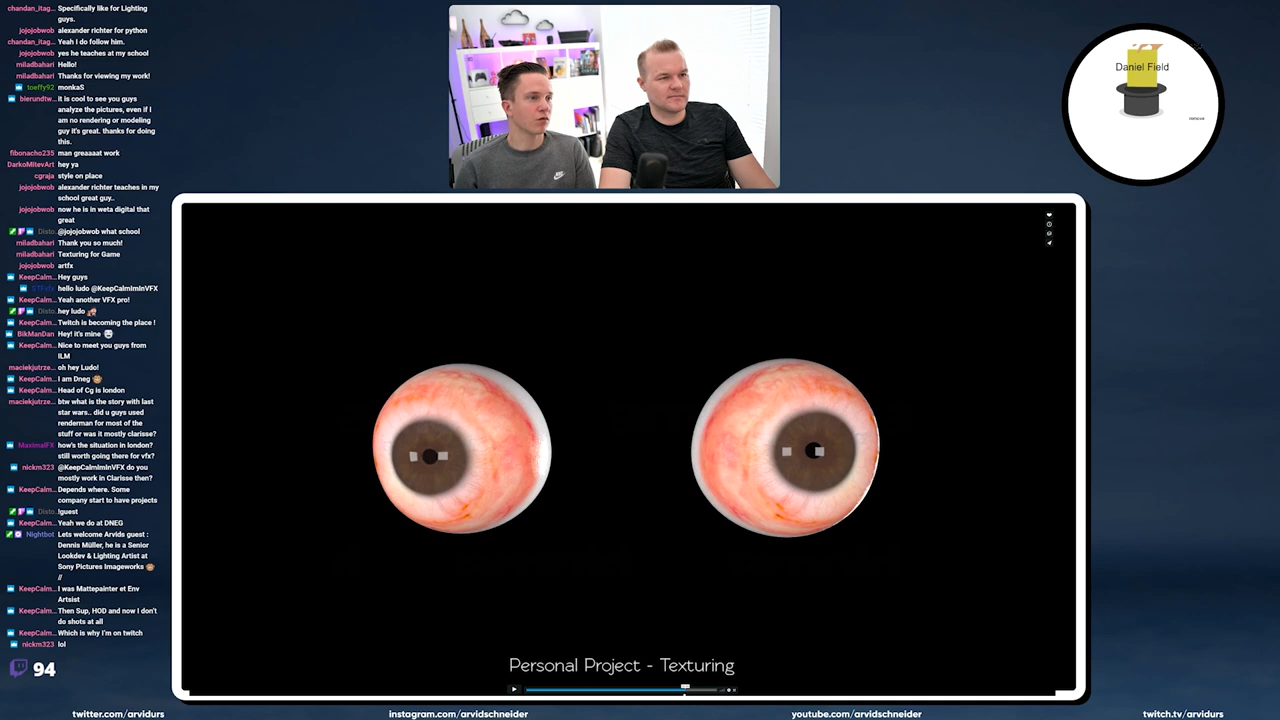 chandan_itag... Specifically like for Lighting
guys.
jojojobwob alexander richter for python
chandan_itag... Yeah I do follow him.
jojojobwob yes he teaches at my school
miladbahari Hello!
miladbahari Thanks for viewing my work!
toeffy92 monkaS
blerundtw... It is cool to see you guys
analyze the pictures, even if I
am no rendering or modeling
guy it's great. thanks for doing
this.
fibonacho235 man greaaaat work
DarkoMitevArt hey ya
cgraja style on place
jojojobwob alexander richter teaches in my
school great guy..
jojojobwob now he is in weta digital that
great
Disto.. @jojojobwob what school
miladbahari Thank you so much!
miladbahari Texturing for Game
jojojobwob artfx
KeepCalm... Hey guys
hello ludo @KeepCalmImInVFX
KeepCalm... Yeah another VFX pro!
Disto.. hey ludo
KeepCalm... Twitch is becoming the place !
BikManDan Hey! it's mine
KeepCalm... Nice to meet you guys from
ILM
maciekjutrze... oh hey Ludo!
KeepCalm... I am Dneg
KeepCalm... Head of Cg is london
maciekjutrze... btw what is the story with last
star wars.. did u guys used
renderman for most of the
stuff or was it mostly clarisse?
MaximalFX how's the situation in london?
still worth going there for vfx?
nickm323 @KeepCalmImInVFX do you
mostly work in Clarisse then?
KeepCalm... Depends where. Some
company start to have projects
Disto.. !guest
KeepCalm... Yeah we do at DNEG
Nightbot Lets welcome Arvids guest :
Dennis Müller, he is a Senior
Lookdev & Lighting Artist at
Sony Pictures Imageworks
//
KeepCalm... I was Mattepainter et Env
Artsist
KeepCalm... Then Sup, HOD and now I don't
do shots at all
KeepCalm... Which is why I'm on twitch
nickm323 lol
94
Daniel Field
remove
Personal Project - Texturing
twitter.com/arvidurs
instagram.com/arvidschneider
youtube.com/arvidschneider
twitch.tv/arvidurs